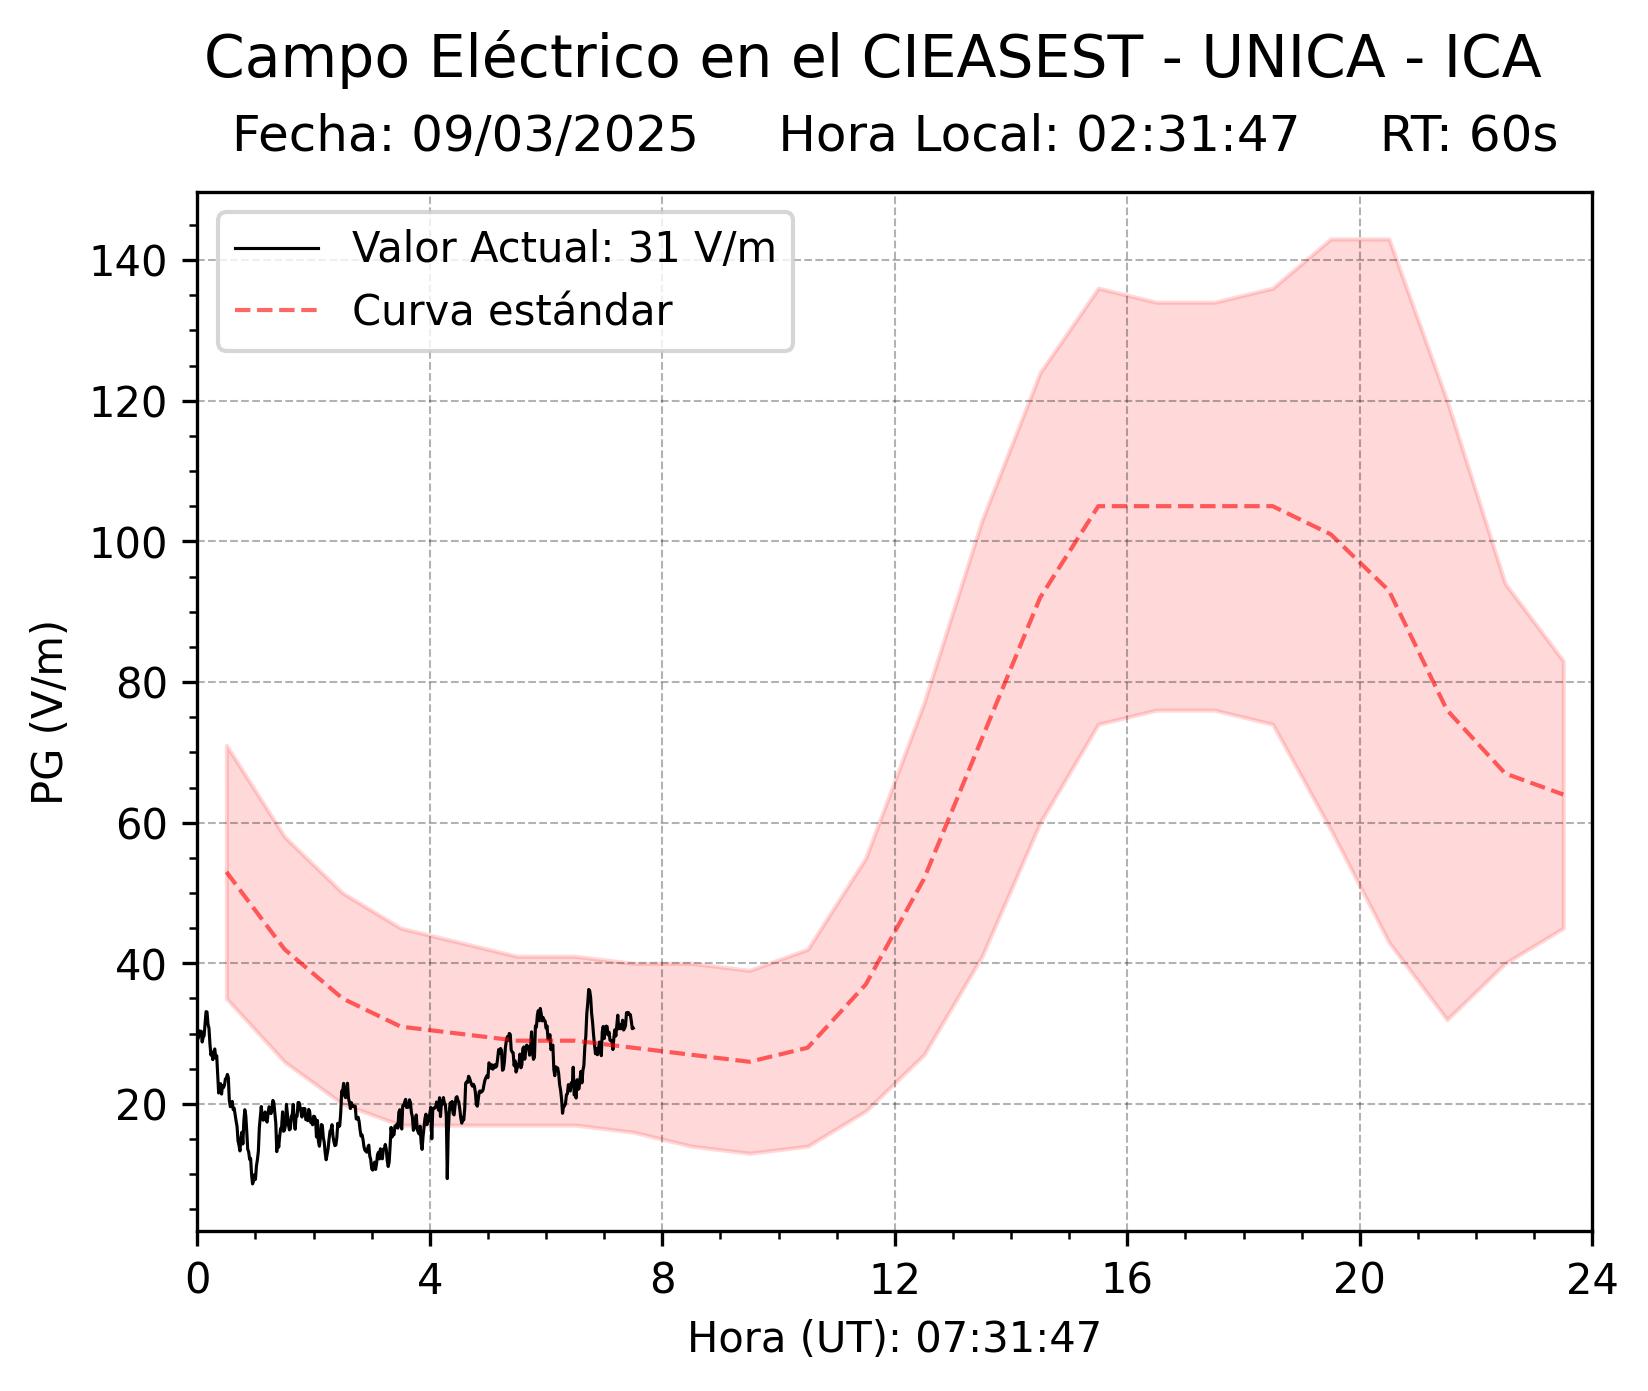 Campo Eléctrico en el CIEASEST - UNICA - ICA
Fecha: 09/03/2025 Hora Local: 02:31:47 RT: 60s
Valor Actual: 31 V/m
Curva estándar
140
120
100
80
60
40
20
PG (V/m)
0 4 8 12 16 20 24
Hora (UT): 07:31:47